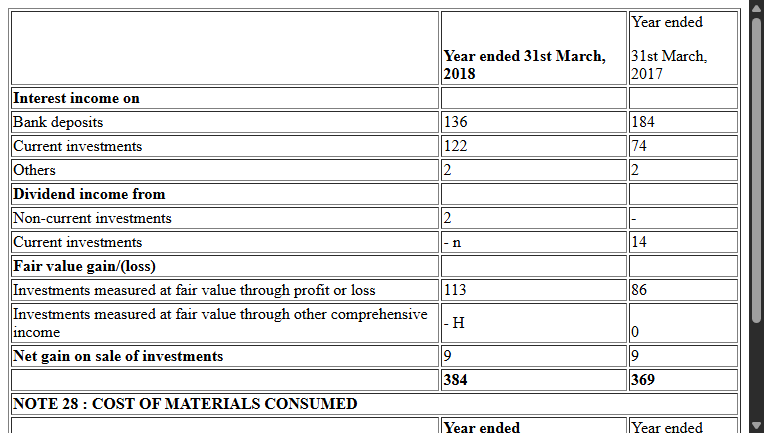 Year ended
Year ended 31st March, 31st March,
2018 2017
Interest income on
Bank deposits 136 184
Current investments 122 74
Others 2 2
Dividend income from
Non-current investments 2 -
Current investments - n 14
Fair value gain/(loss)
Investments measured at fair value through profit or loss 113 86
Investments measured at fair value through other comprehensive
income - H 0
Net gain on sale of investments 9 9
384 369
NOTE 28 : COST OF MATERIALS CONSUMED
Year ended Year ended